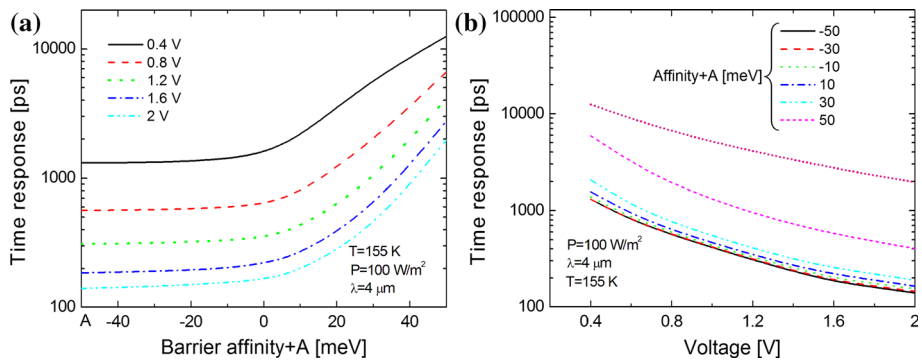 (a)
10000
1000
100
Time response [ps]
0.4 V
0.8 V
1.2 V
1.6 V
2 V
T=155 K
P=100 W/m²
λ=4 μm
A
-40
-20
0
20
40
Barrier affinity+A [meV]
(b)
100000
10000
1000
100
Time response [ps]
Affinity+A [meV]
-50
-30
-10
10
30
50
P=100 W/m²
λ=4 μm
T=155 K
0.4
0.8
1.2
1.6
2
Voltage [V]